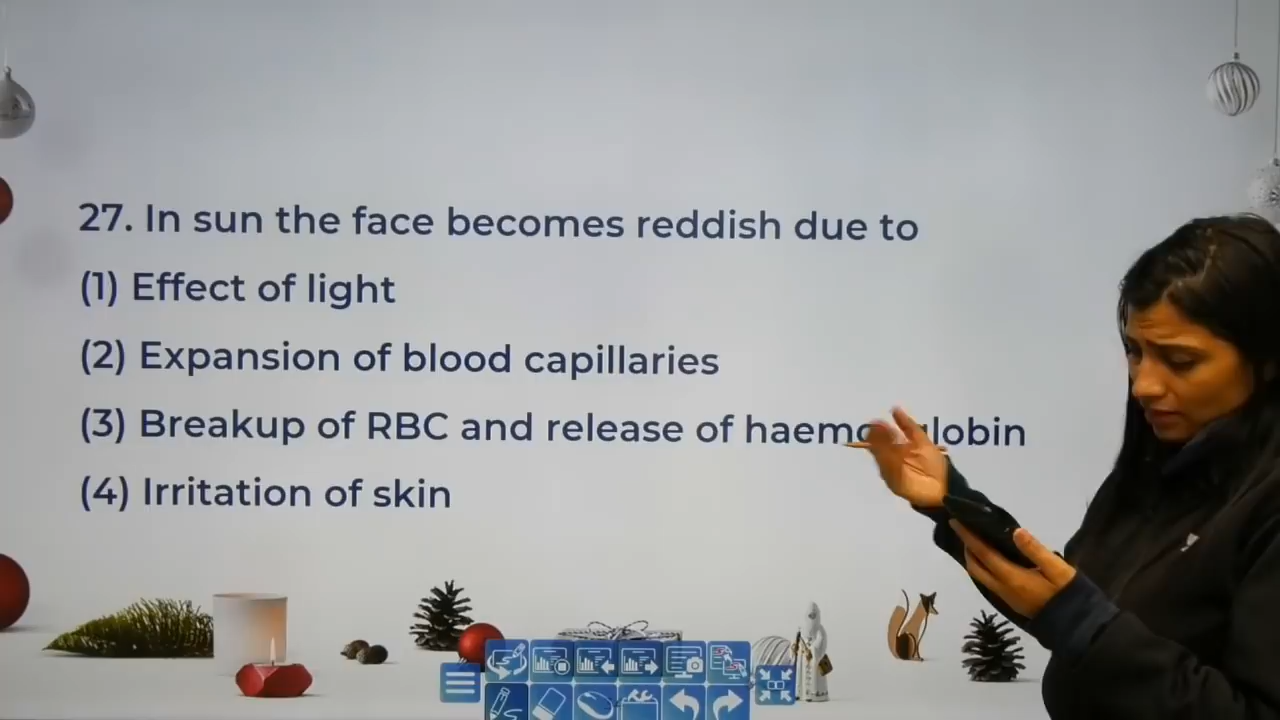 27. In sun the face becomes reddish due to
(1) Effect of light
(2) Expansion of blood capillaries
(3) Breakup of RBC and release of haemoglobin
(4) Irritation of skin